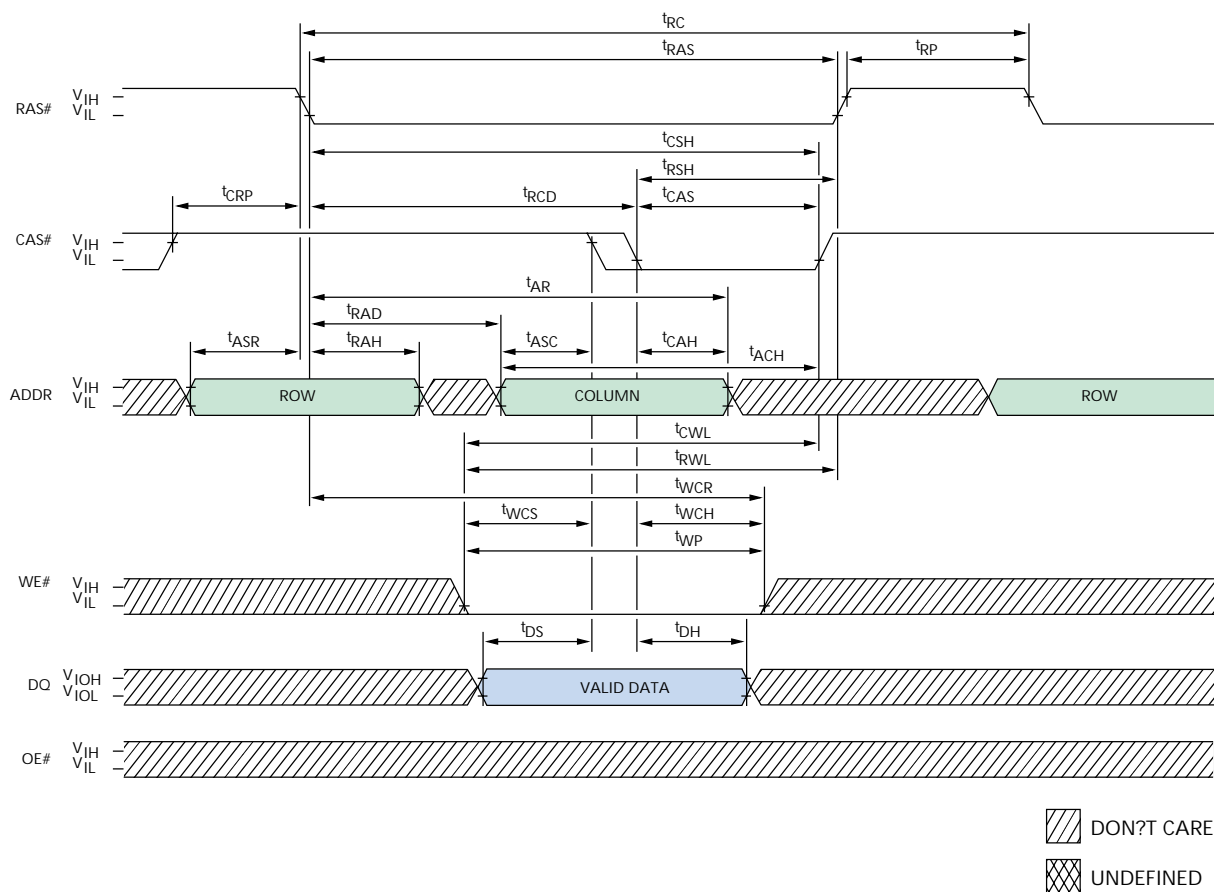 tRC
tRAS
tRP
RAS#
VIH
VIL
tCSH
tRSH
tCRP
tRCD
tCAS
CAS#
VIH
VIL
tAR
tRAD
tASR
tRAH
tASC
tCAH
tACH
ADDR
VIH
VIL
ROW
COLUMN
ROW
tCWL
tRWL
tWCR
tWCS
tWCH
tWP
WE#
VIH
VIL
tDS
tDH
DQ
VIOH
VIOL
VALID DATA
OE#
VIH
VIL
DON?T CARE
UNDEFINED